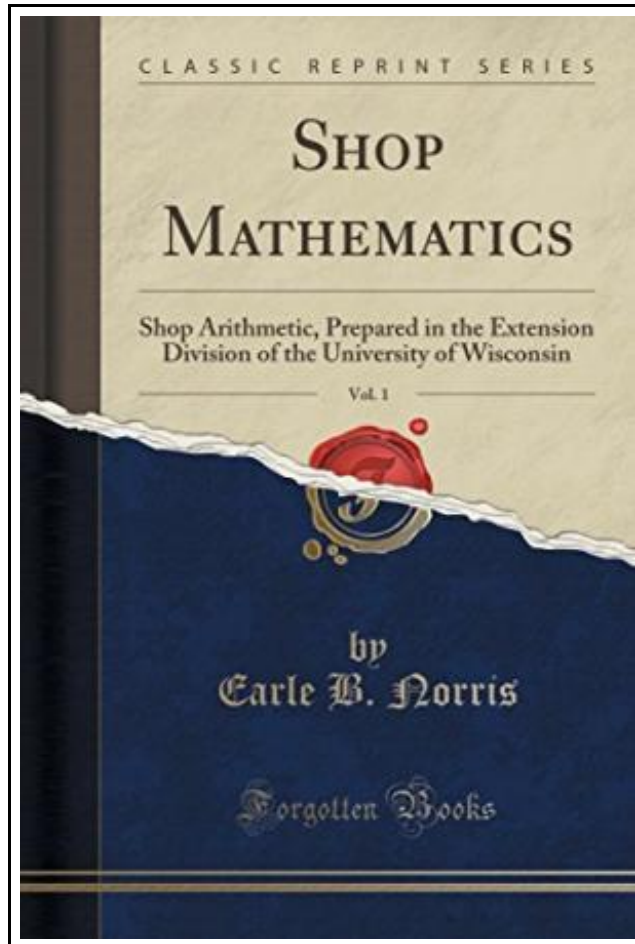 CLASSIC REPRINT SERIES
SHOP
MATHEMATICS
Shop Arithmetic, Prepared in the Extension
Division of the University of Wisconsin
Vol. 1
by
Earle B. Norris
Forgotten Books